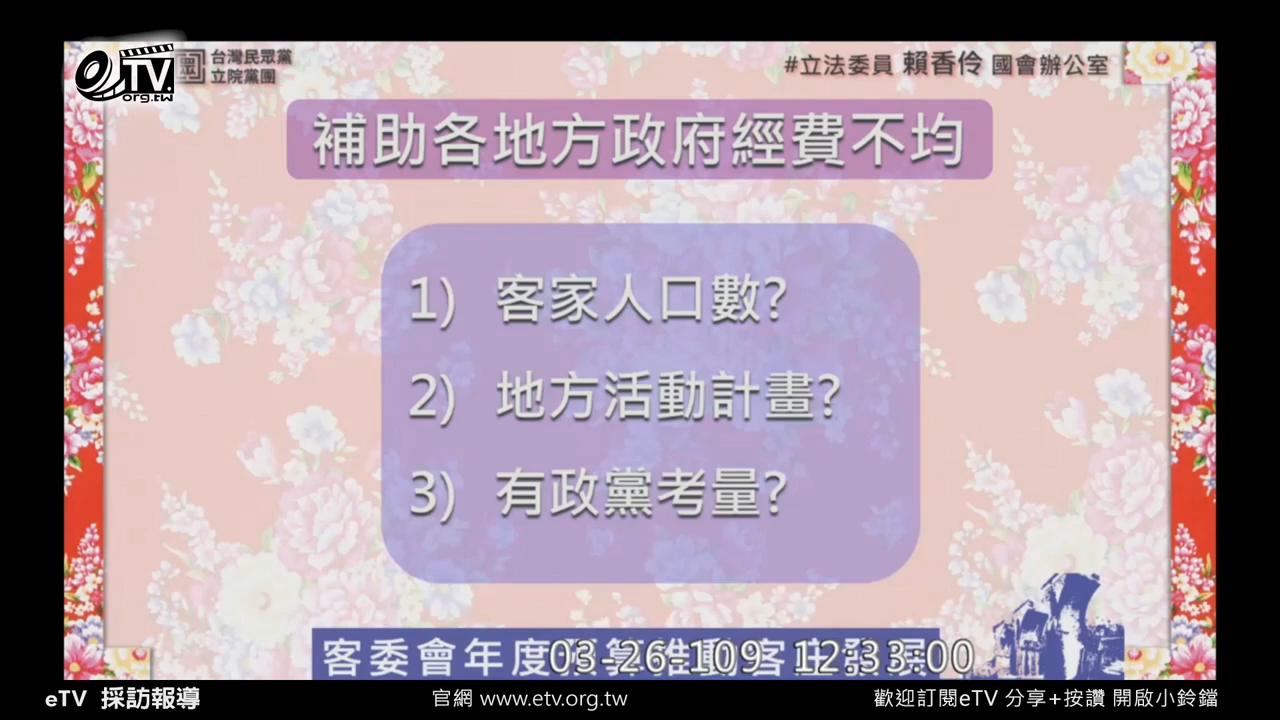 eTV
.org.tw
台灣民眾黨
立院黨團
#立法委員 賴香伶 國會辦公室
補助各地方政府經費不均
1) 客家人口數?
2) 地方活動計畫?
3) 有政黨考量?
客委會年度
03-26-109 12:33:00
eTV 採訪報導
官網 www.etv.org.tw
歡迎訂閱eTV 分享+按讚 開啟小鈴鐺